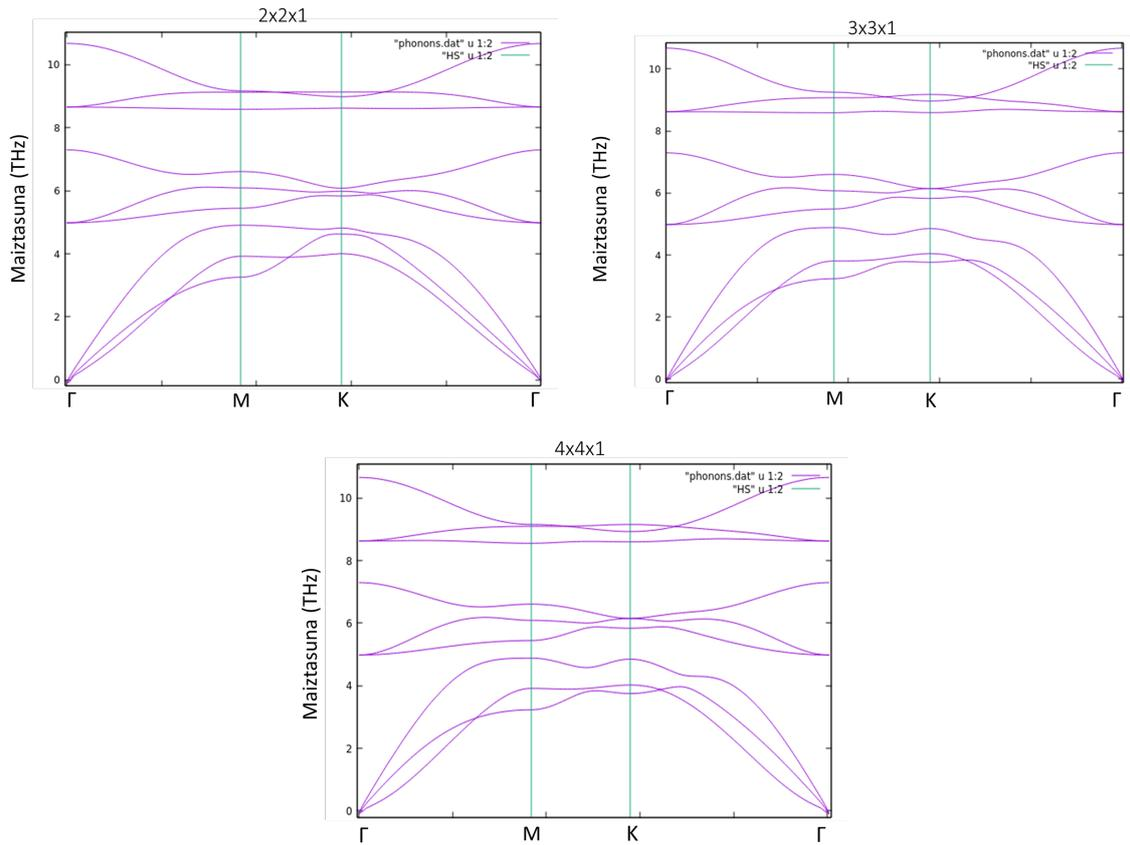 2x2x1
"phonons.dat" u 1:2
"HS" u 1:2
10
8
6
4
2
0
Maiztasuna (THz)
Γ M K Γ
3x3x1
"phonons.dat" u 1:2
"HS" u 1:2
10
8
6
4
2
0
Maiztasuna (THz)
Γ M K Γ
4x4x1
"phonons.dat" u 1:2
"HS" u 1:2
10
8
6
4
2
0
Maiztasuna (THz)
Γ M K Γ